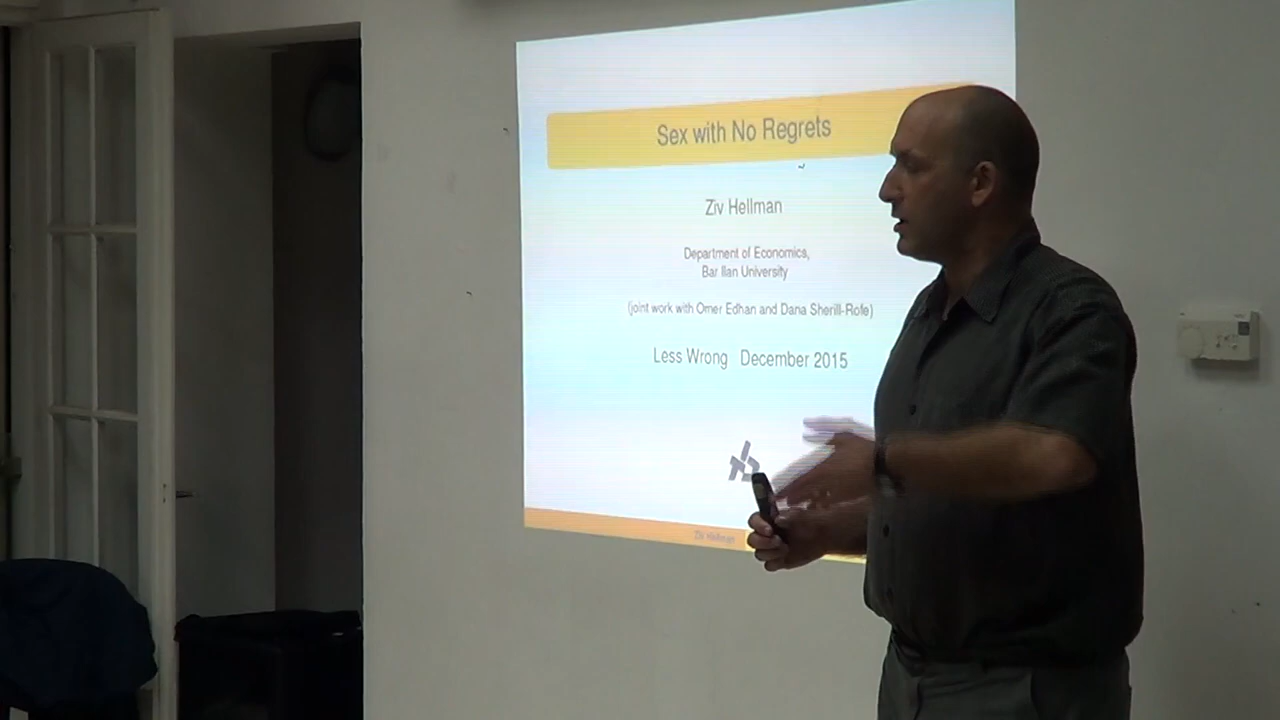 Sex with No Regrets
Ziv Hellman
Department of Economics,
Bar Ilan University
(joint work with Omer Edhan and Dana Sherill-Rofe)
Less Wrong December 2015
Ziv Hellman